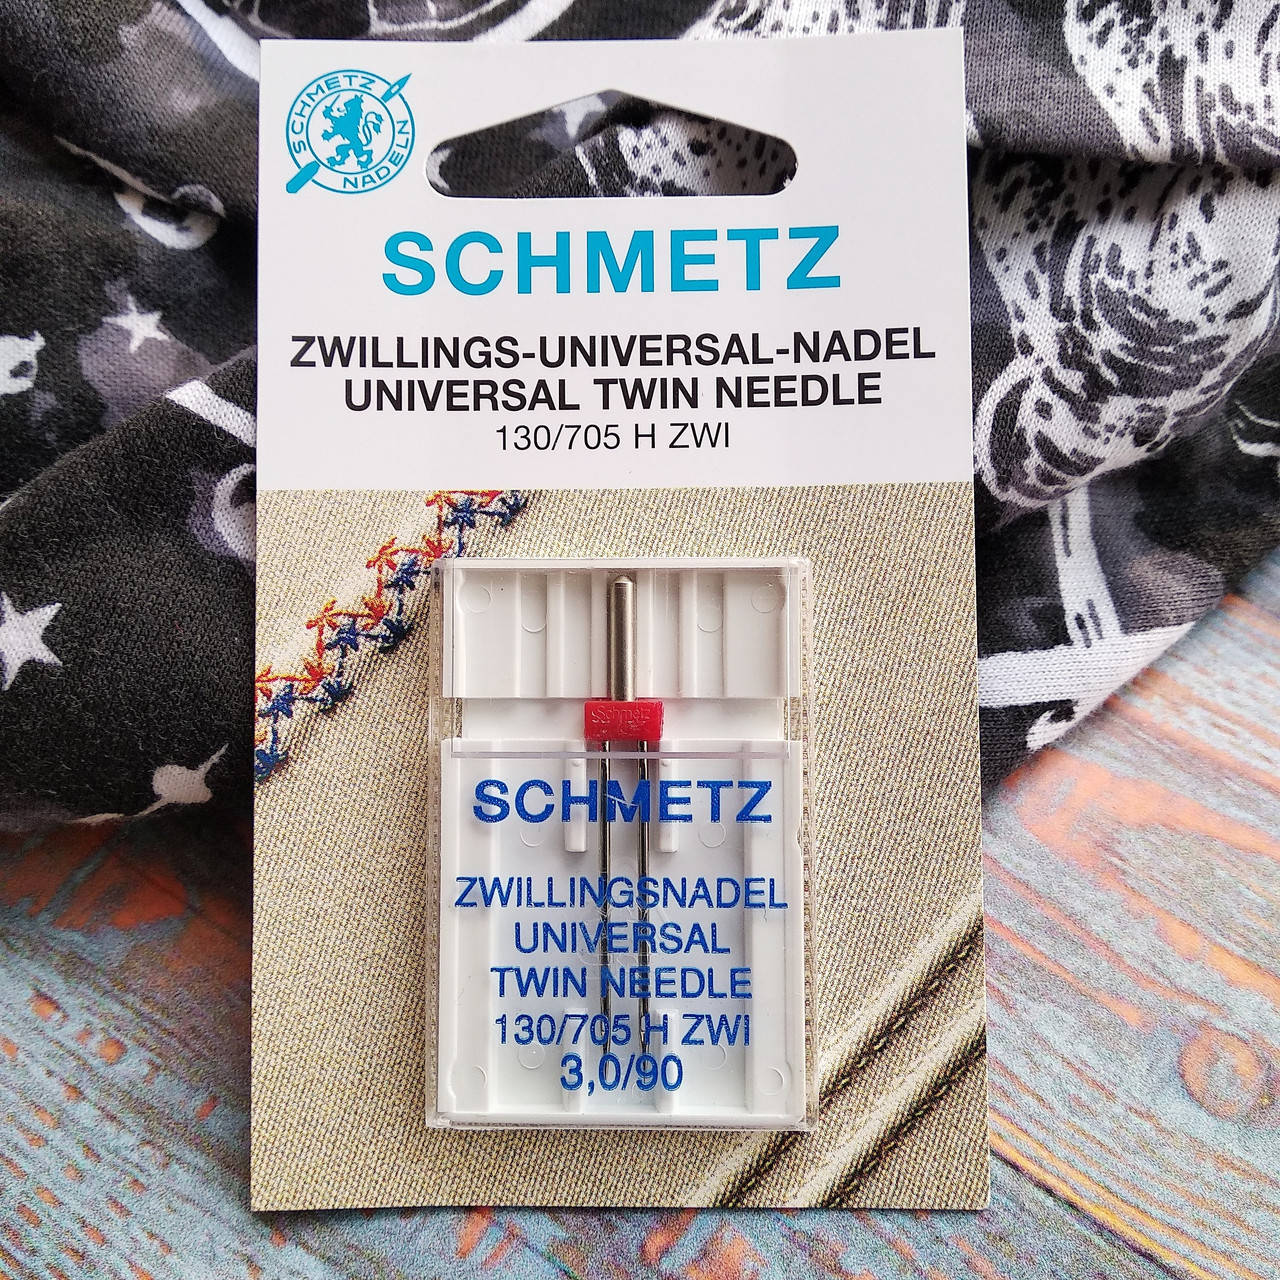 SCHMETZ
NADELN
SCHMETZ
ZWILLINGS-UNIVERSAL-NADEL
UNIVERSAL TWIN NEEDLE
130/705 H ZWI
Schmetz
SCHMETZ
ZWILLINGSNADEL
UNIVERSAL
TWIN NEEDLE
130/705 H ZWI
3,0/90